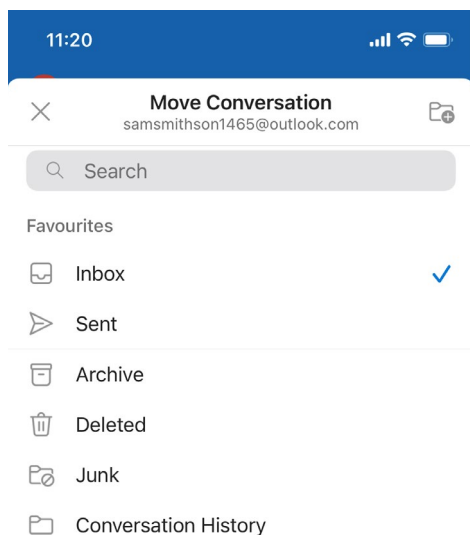 11:20
Move Conversation
samsmithson1465@outlook.com
Search
Favourites
Inbox
Sent
Archive
Deleted
Junk
Conversation History